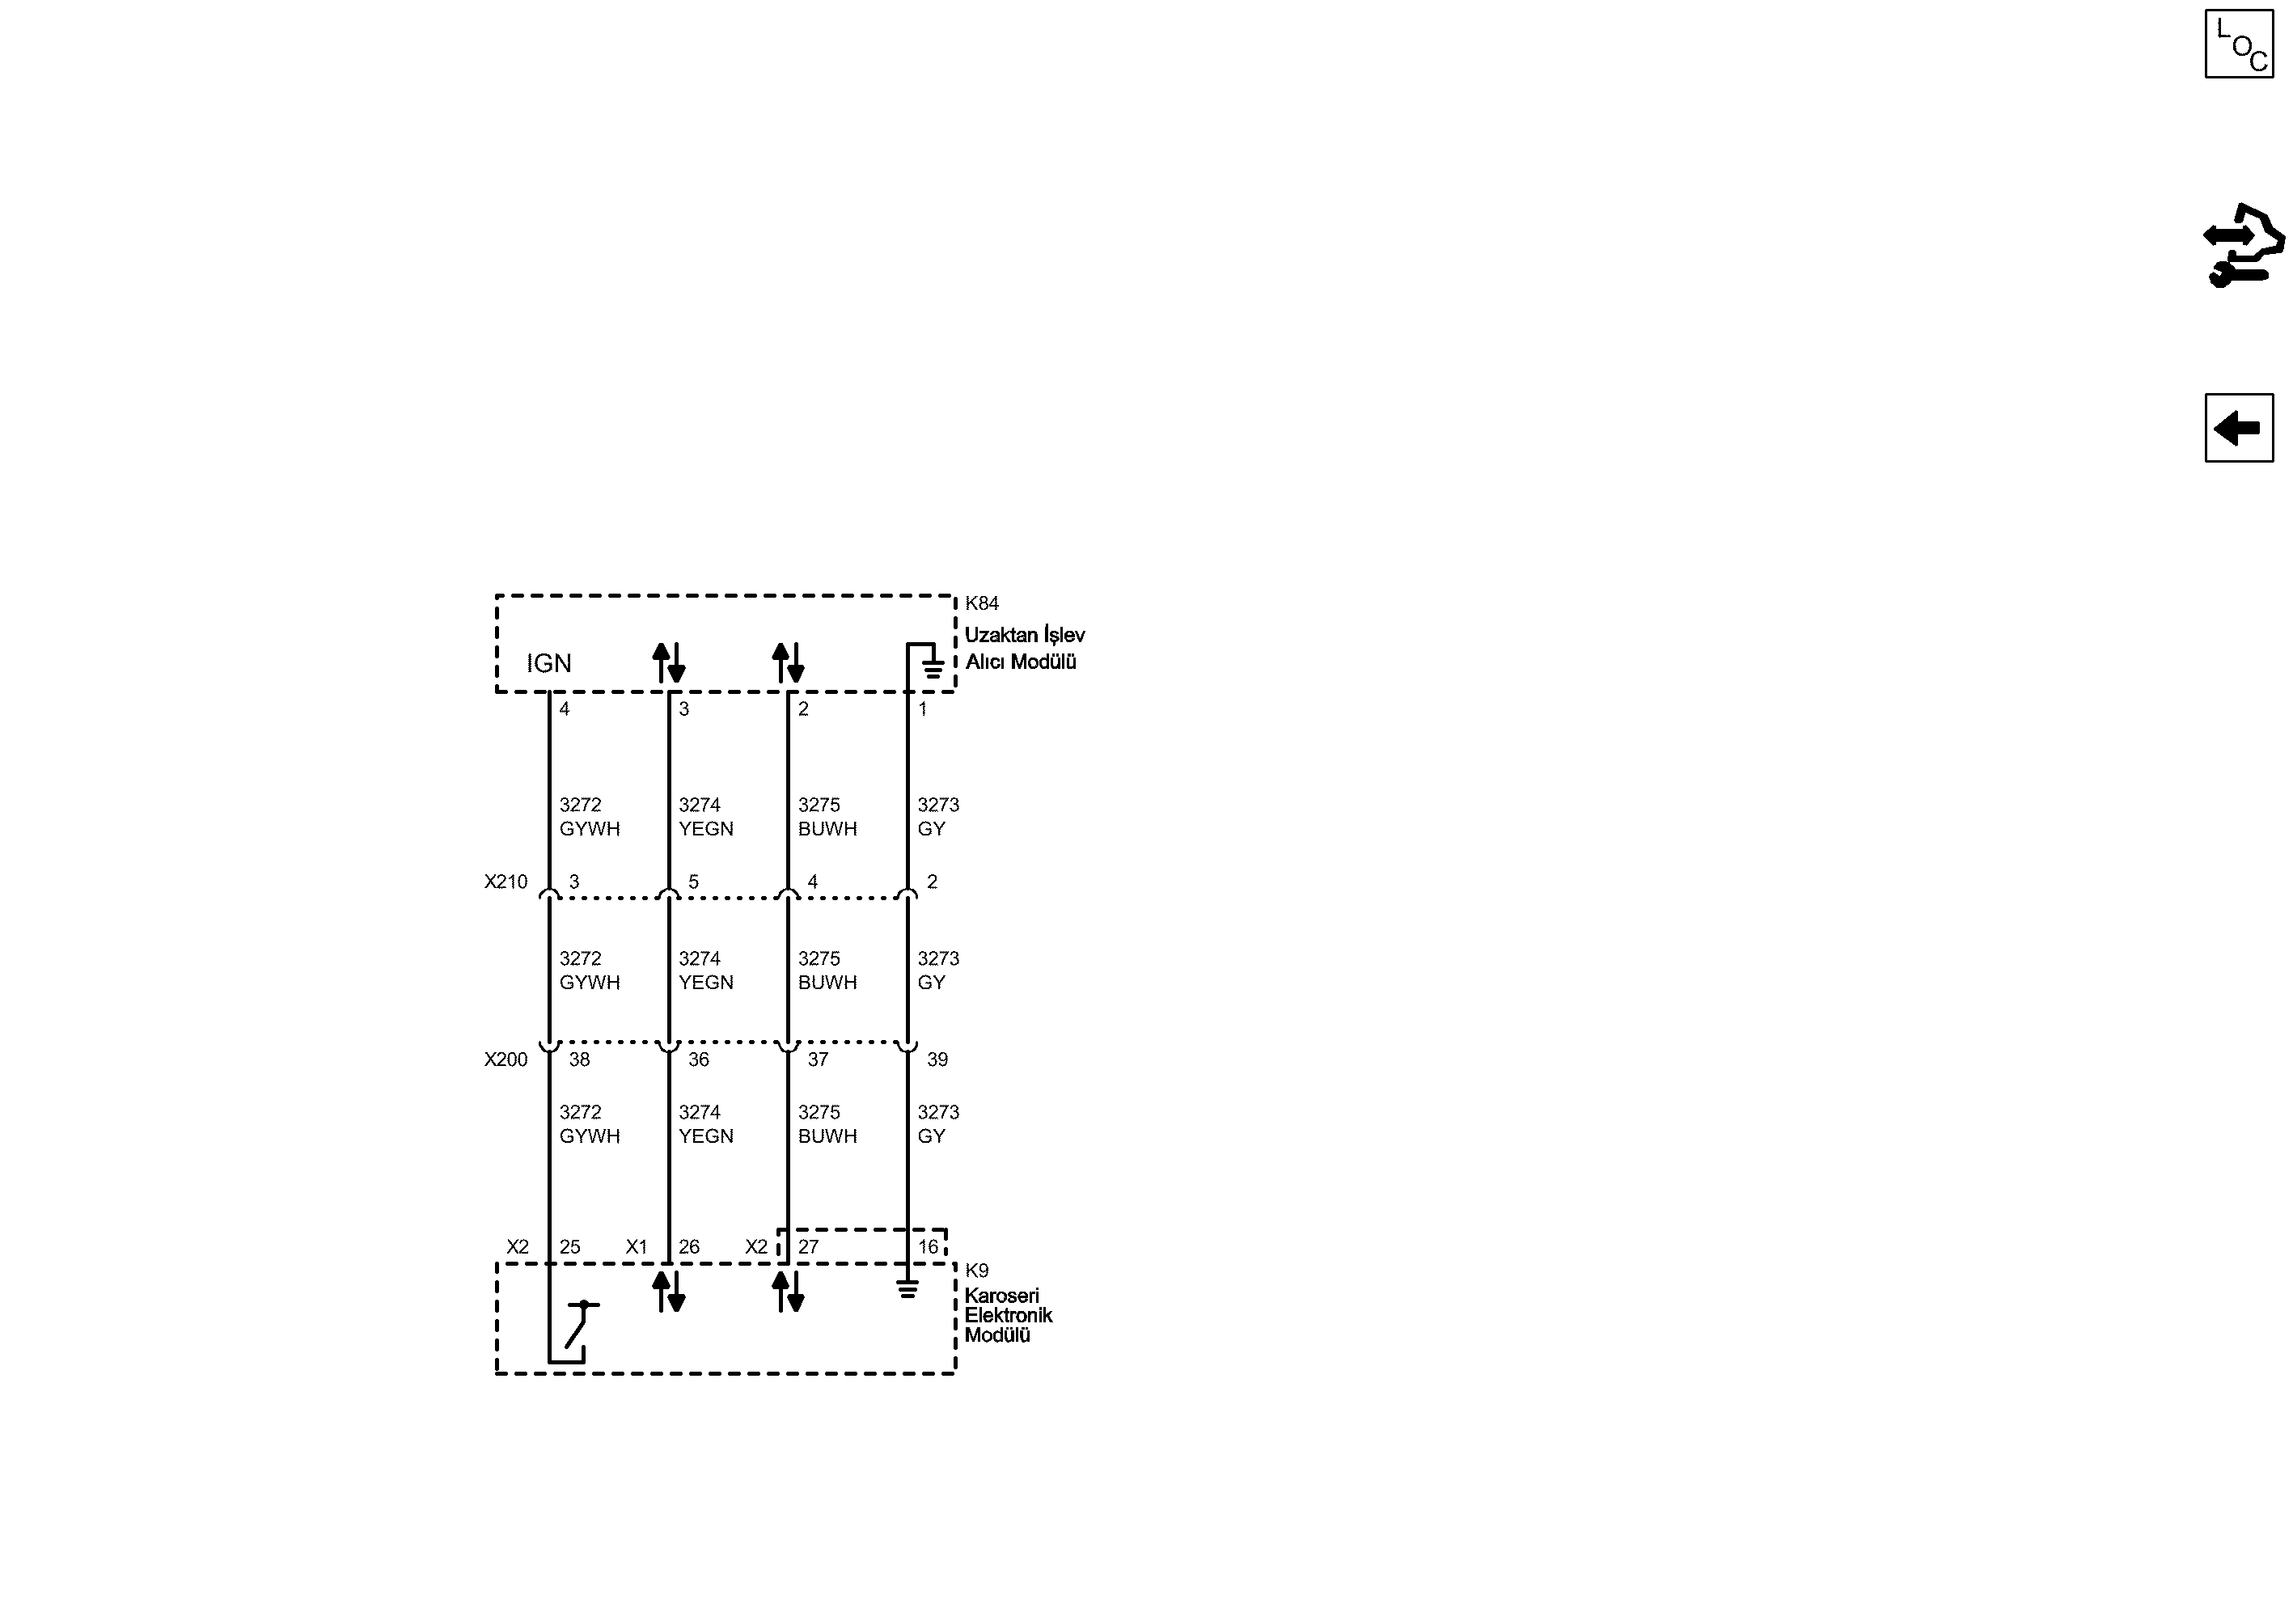 LOC
K84
Uzaktan İşlev
Alıcı Modülü
IGN
4 3 2 1
3272 3274 3275 3273
GYWH YEGN BUWH GY
X210 3 5 4 2
3272 3274 3275 3273
GYWH YEGN BUWH GY
X200 38 36 37 39
3272 3274 3275 3273
GYWH YEGN BUWH GY
X2 25 X1 26 X2 27 16
K9
Karoseri
Elektronik
Modülü